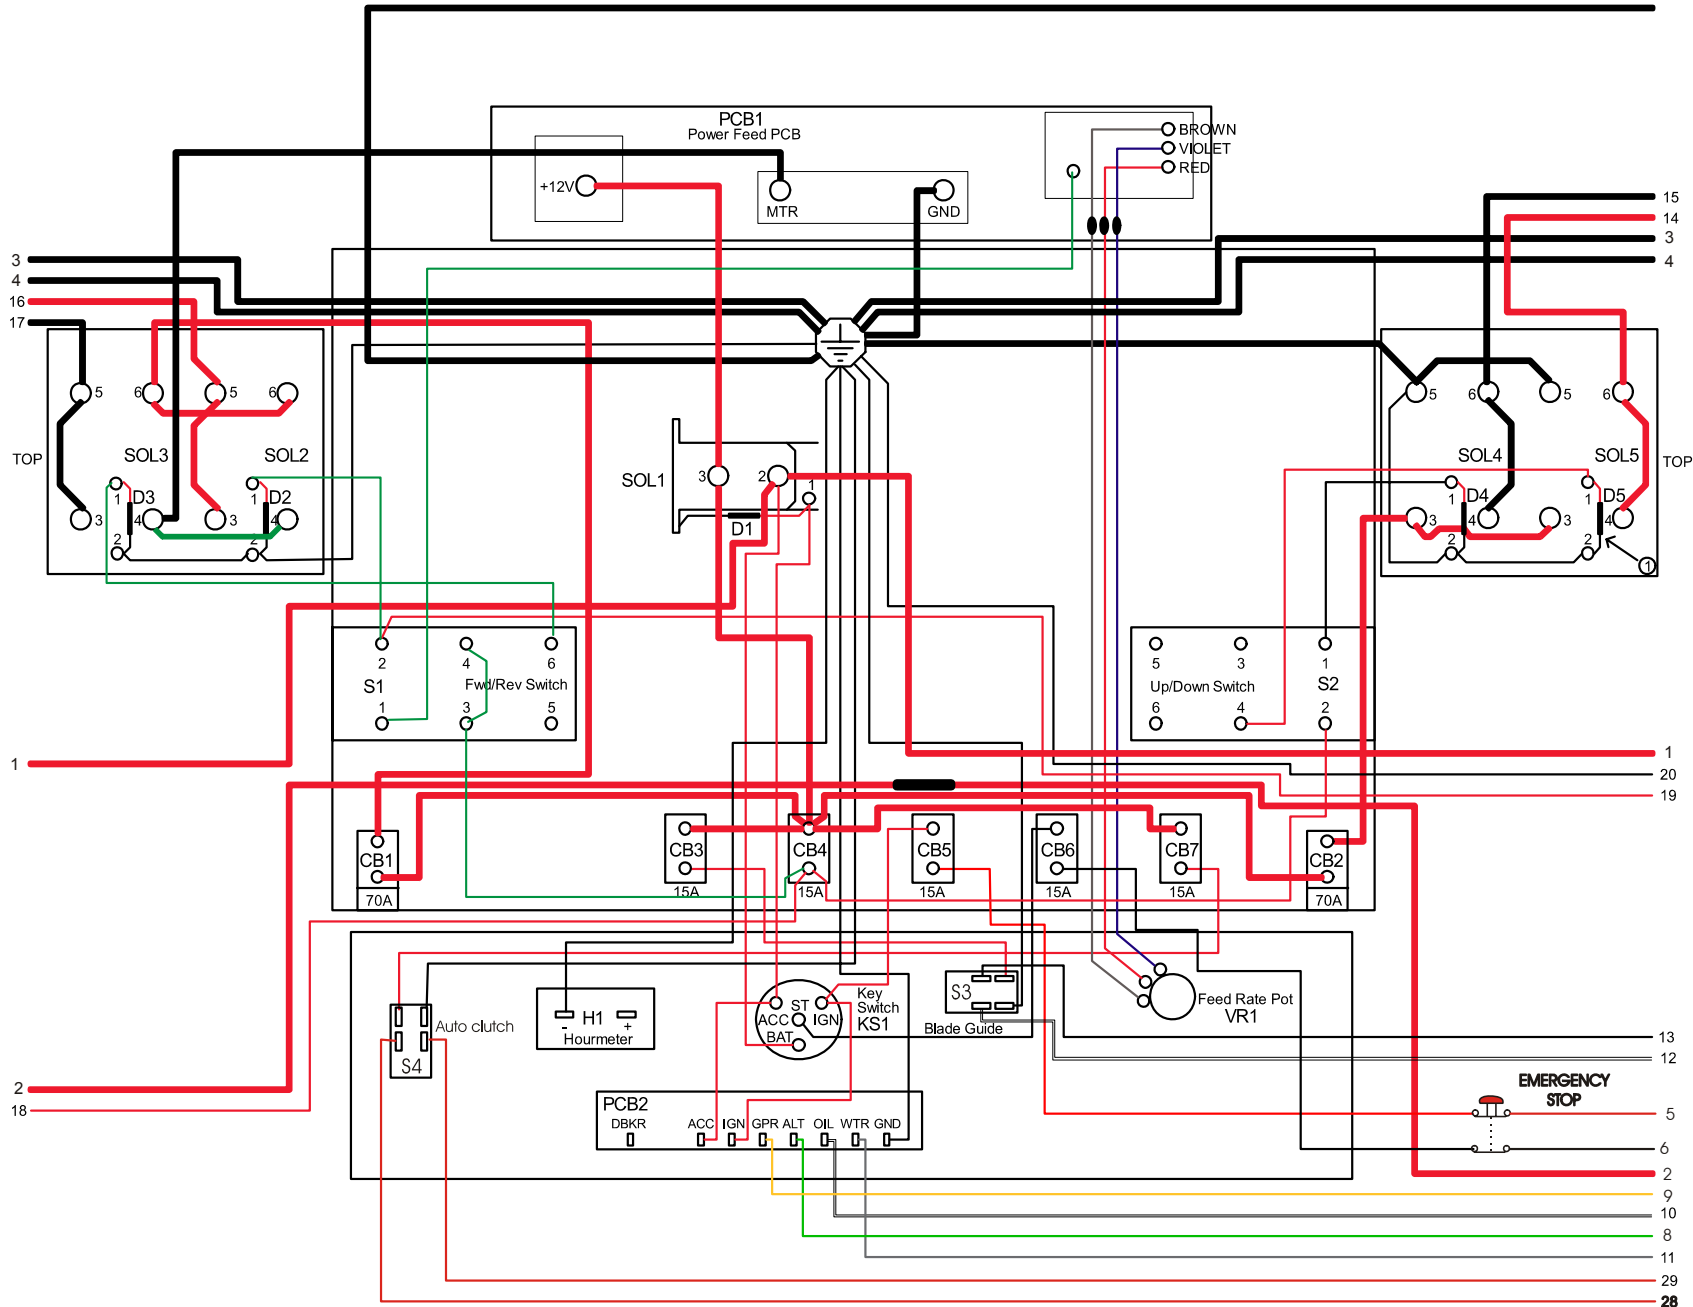 PCB1
Power Feed PCB
BROWN
VIOLET
RED
+12V
MTR
GND
15
14
3
4
3
4
16
17
5
6
5
6
TOP
SOL3
SOL2
1
D3
1
D2
3
4
3
4
2
2
SOL1
3
2
1
D1
5
6
5
6
SOL4
SOL5
TOP
1
D4
1
D5
3
4
3
4
2
2
1
2
4
6
S1
Fwd/Rev Switch
1
3
5
5
3
1
Up/Down Switch
S2
6
4
2
1
1
20
19
CB1
70A
CB3
15A
CB4
15A
CB5
15A
CB6
15A
CB7
15A
CB2
70A
Auto clutch
S4
H1
- +
Hourmeter
Key
Switch
KS1
ST
ACC
IGN
BAT
S3
Blade Guide
Feed Rate Pot
VR1
13
12
2
18
PCB2
DBKR
ACC
IGN
GPR
ALT
OIL
WTR
GND
EMERGENCY
STOP
5
6
2
9
10
8
11
29
28